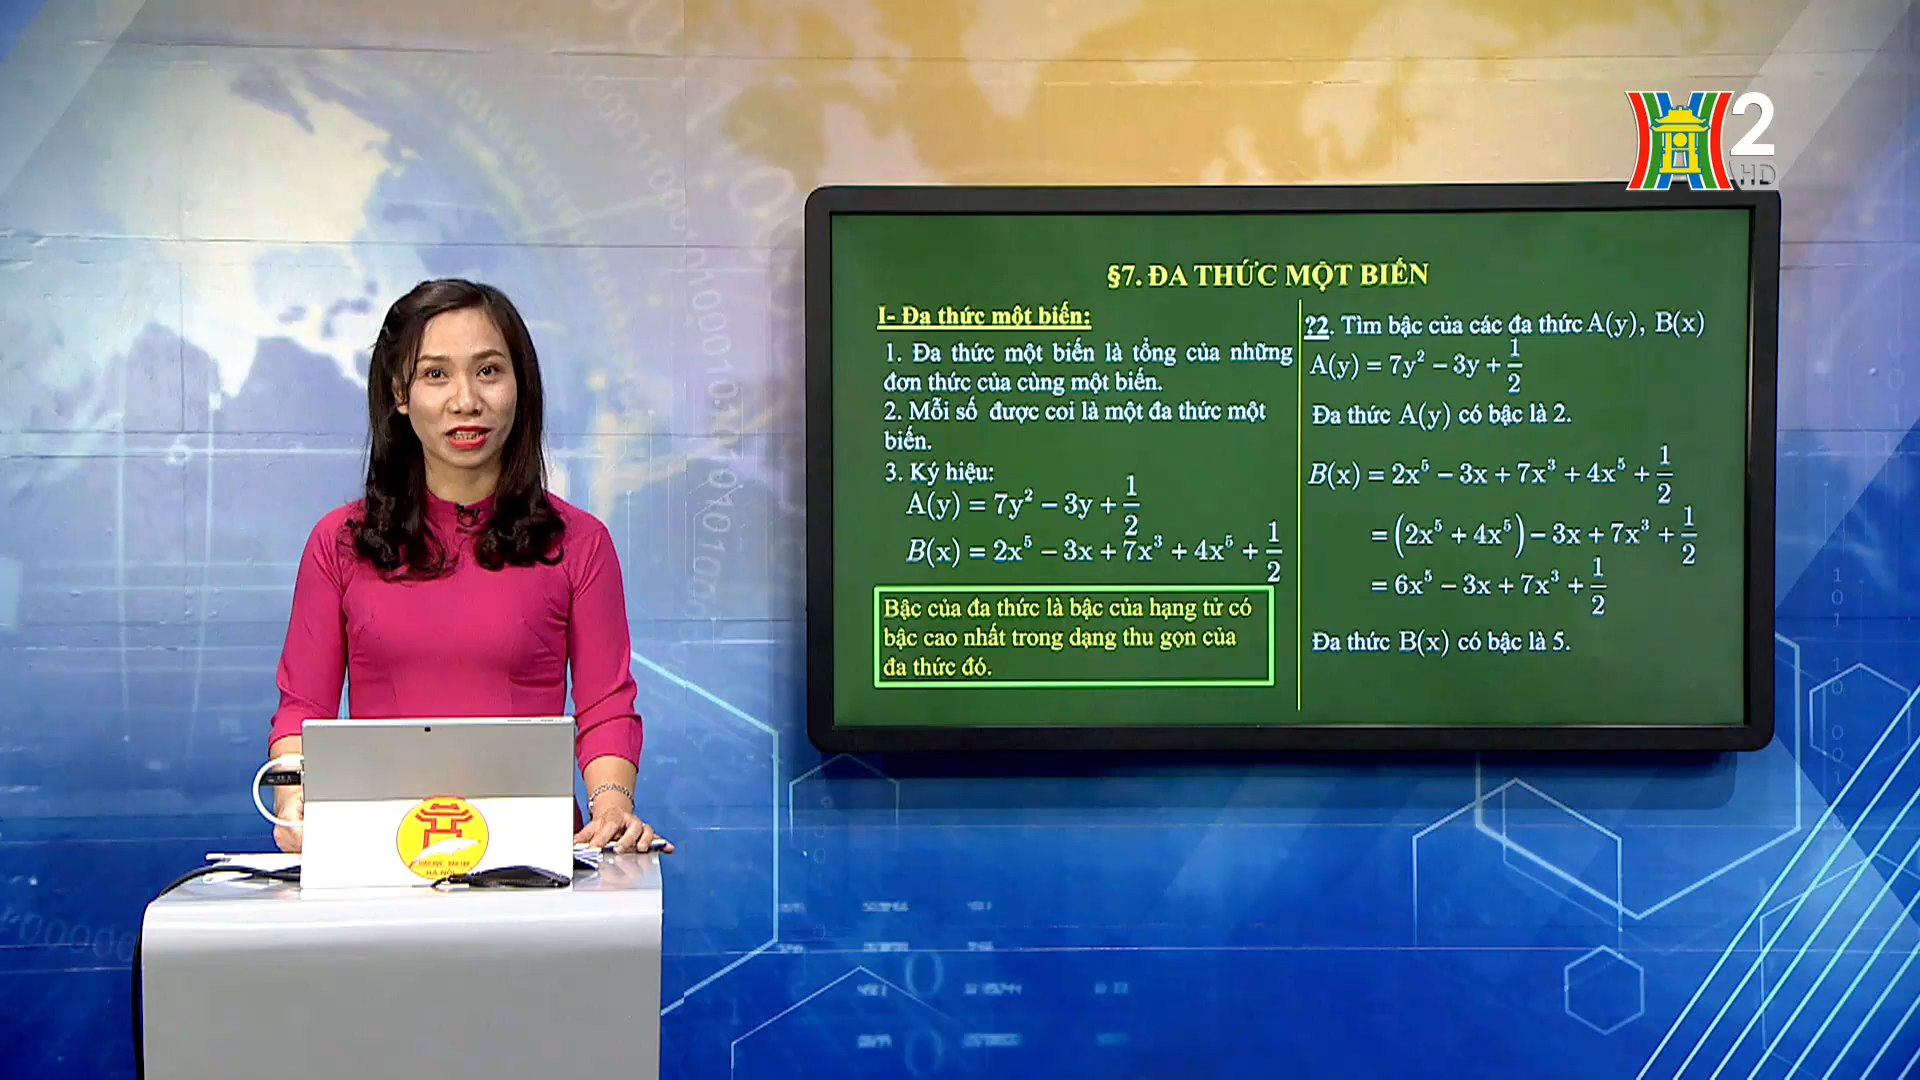 2
HD
§7. ĐA THỨC MỘT BIẾN
I- Đa thức một biến:
1. Đa thức một biến là tổng của những
đơn thức của cùng một biến.
2. Mỗi số được coi là một đa thức một
biến.
3. Ký hiệu:
A(y) = 7y² − 3y + 1/2
B(x) = 2x⁵ − 3x + 7x³ + 4x⁵ + 1/2
Bậc của đa thức là bậc của hạng tử có
bậc cao nhất trong dạng thu gọn của
đa thức đó.
?2. Tìm bậc của các đa thức A(y), B(x)
A(y) = 7y² − 3y + 1/2
Đa thức A(y) có bậc là 2.
B(x) = 2x⁵ − 3x + 7x³ + 4x⁵ + 1/2
= (2x⁵ + 4x⁵) − 3x + 7x³ + 1/2
= 6x⁵ − 3x + 7x³ + 1/2
Đa thức B(x) có bậc là 5.
HÀ NỘI